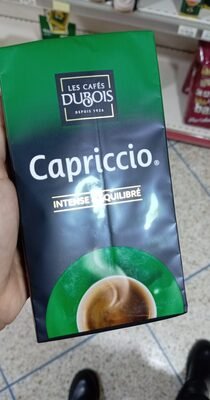 LES CAFÉS
DUBOIS
DEPUIS 1926
Capriccio®
INTENSE & ÉQUILIBRÉ